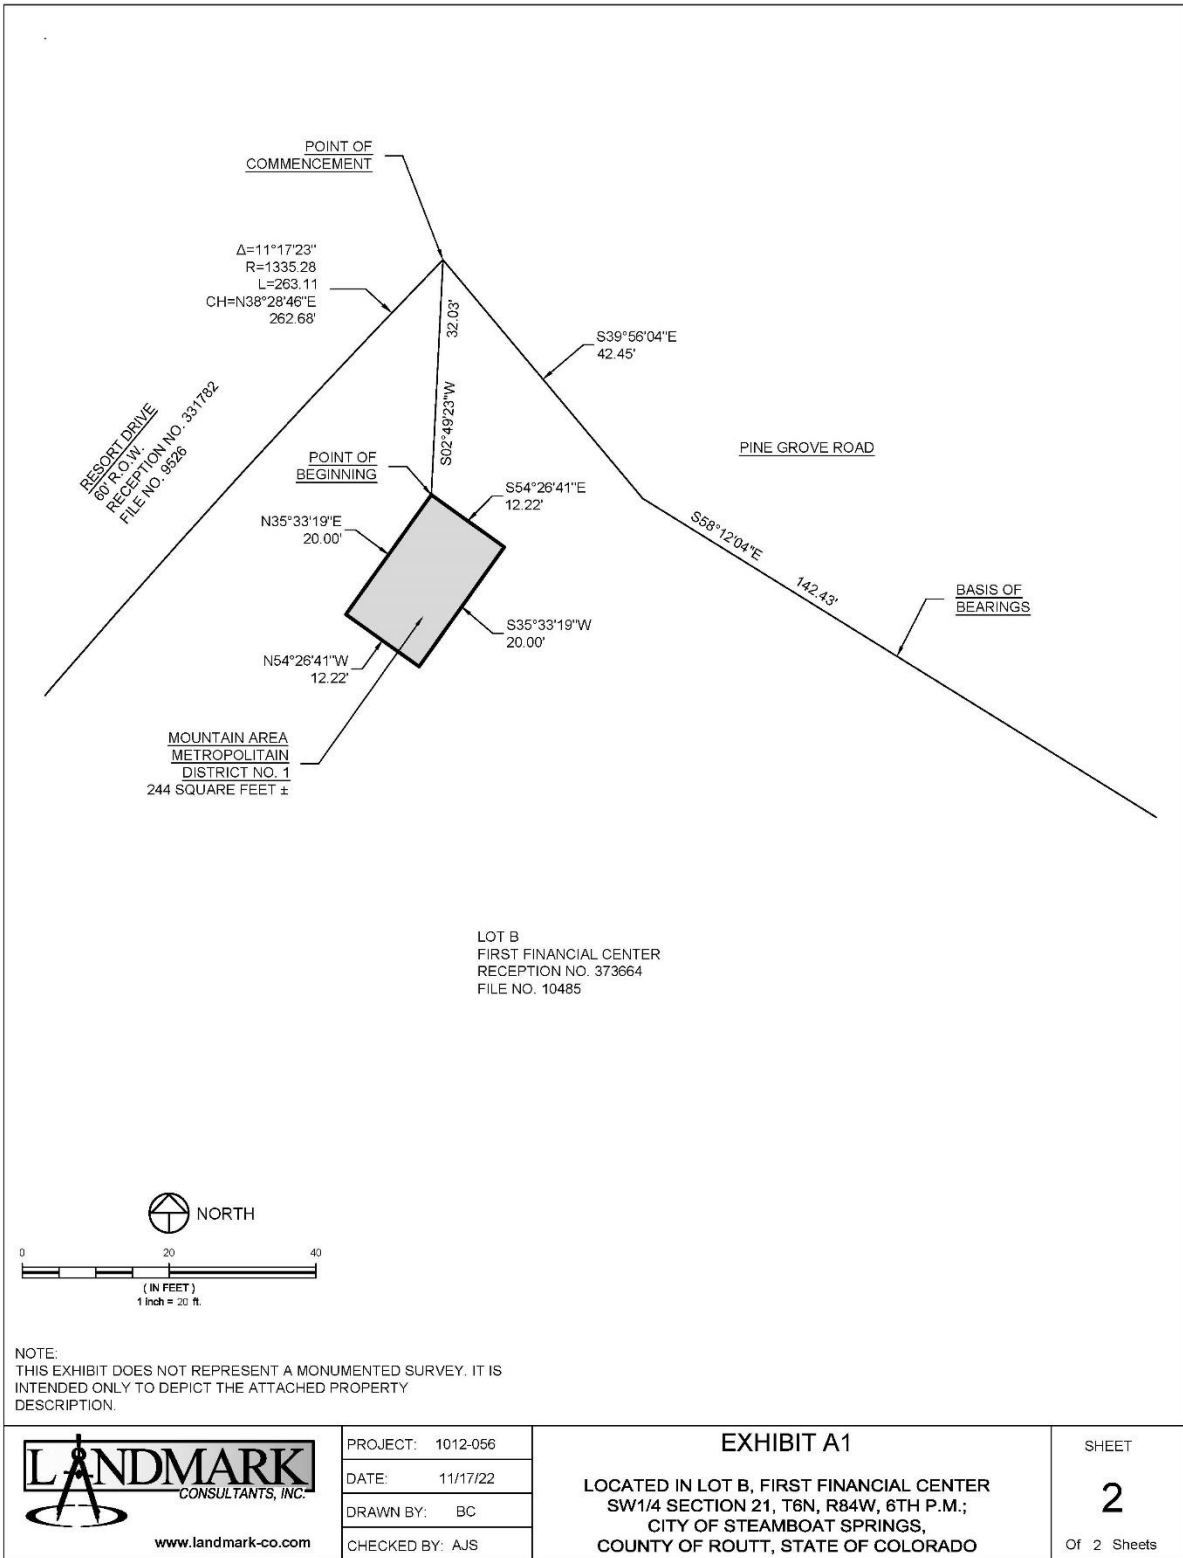 POINT OF
COMMENCEMENT
Δ=11°17'23"
R=1335.28
L=263.11
CH=N38°28'46"E
262.68'
32.03'
S02°49'23"W
S39°56'04"E
42.45'
RESORT DRIVE
60' R.O.W.
RECEPTION NO. 331782
FILE NO. 9526
PINE GROVE ROAD
POINT OF
BEGINNING
S54°26'41"E
12.22'
N35°33'19"E
20.00'
S58°12'04"E
142.43'
BASIS OF
BEARINGS
S35°33'19"W
20.00'
N54°26'41"W
12.22'
MOUNTAIN AREA
METROPOLITAIN
DISTRICT NO. 1
244 SQUARE FEET ±
LOT B
FIRST FINANCIAL CENTER
RECEPTION NO. 373664
FILE NO. 10485
NORTH
0 20 40
( IN FEET )
1 inch = 20 ft.
NOTE:
THIS EXHIBIT DOES NOT REPRESENT A MONUMENTED SURVEY. IT IS
INTENDED ONLY TO DEPICT THE ATTACHED PROPERTY
DESCRIPTION.
LANDMARK
CONSULTANTS, INC.
www.landmark-co.com
PROJECT: 1012-056
DATE: 11/17/22
DRAWN BY: BC
CHECKED BY: AJS
EXHIBIT A1
LOCATED IN LOT B, FIRST FINANCIAL CENTER
SW1/4 SECTION 21, T6N, R84W, 6TH P.M.;
CITY OF STEAMBOAT SPRINGS,
COUNTY OF ROUTT, STATE OF COLORADO
SHEET
2
Of 2 Sheets